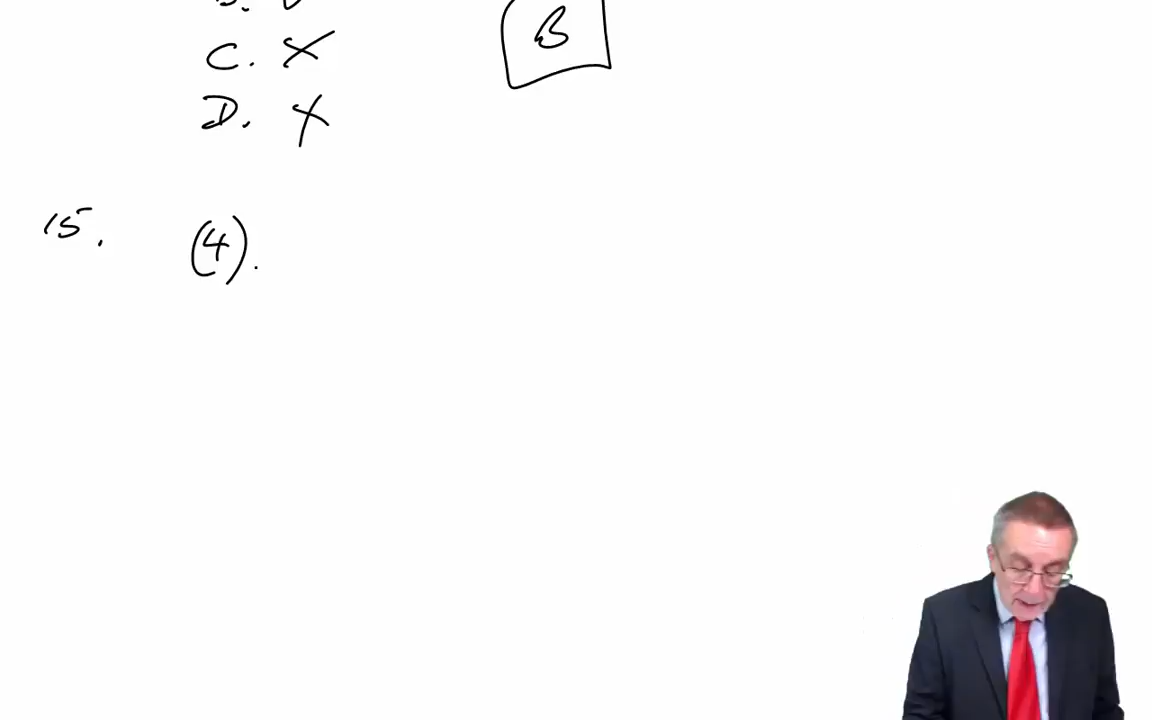 B.
C. X
B
D. X
15. (4).